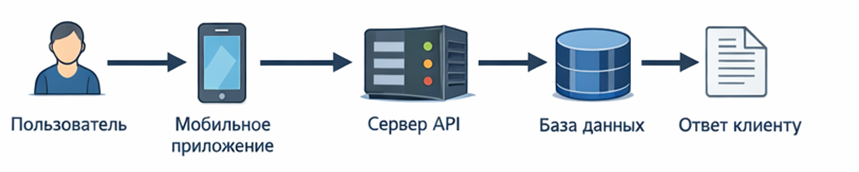 Пользователь
Мобильное
приложение
Сервер API
База данных
Ответ клиенту